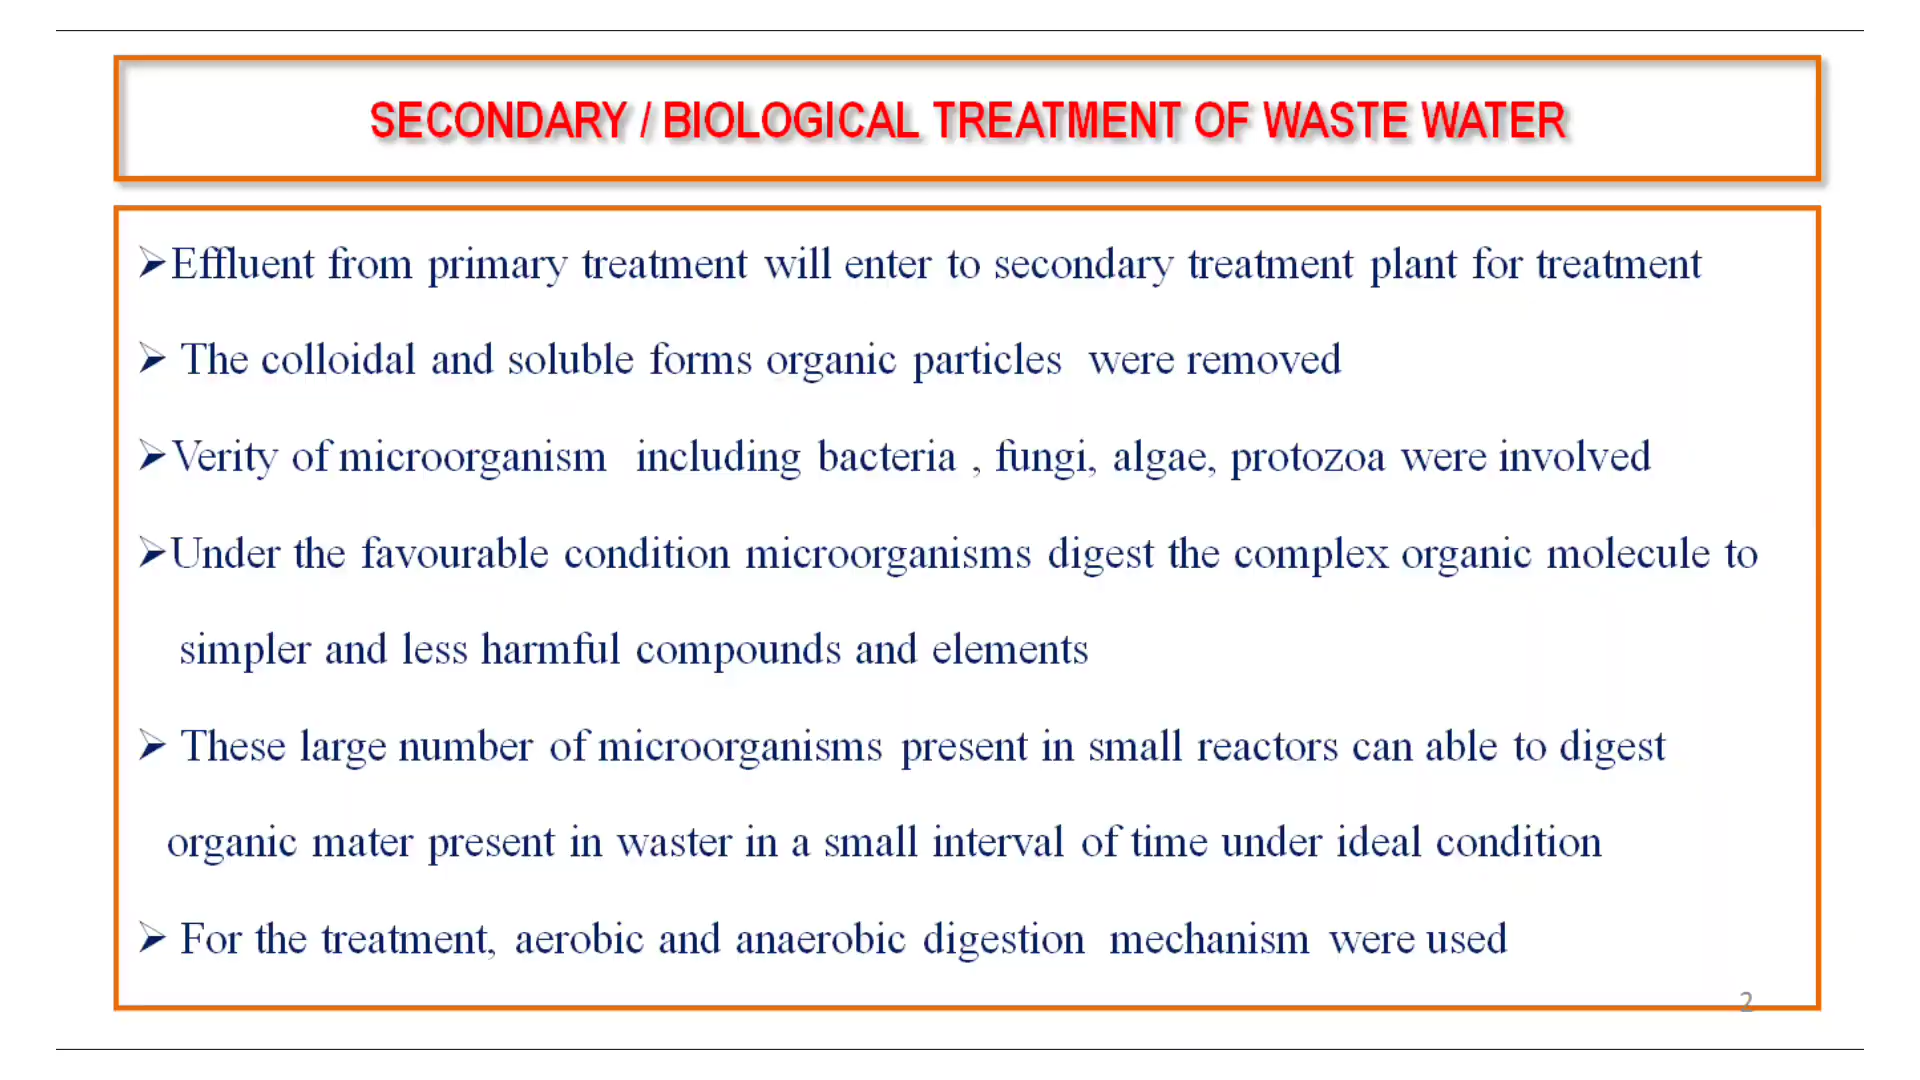 SECONDARY / BIOLOGICAL TREATMENT OF WASTE WATER
➢Effluent from primary treatment will enter to secondary treatment plant for treatment
➢ The colloidal and soluble forms organic particles were removed
➢Verity of microorganism including bacteria , fungi, algae, protozoa were involved
➢Under the favourable condition microorganisms digest the complex organic molecule to
simpler and less harmful compounds and elements
➢ These large number of microorganisms present in small reactors can able to digest
organic mater present in waster in a small interval of time under ideal condition
➢ For the treatment, aerobic and anaerobic digestion mechanism were used
2